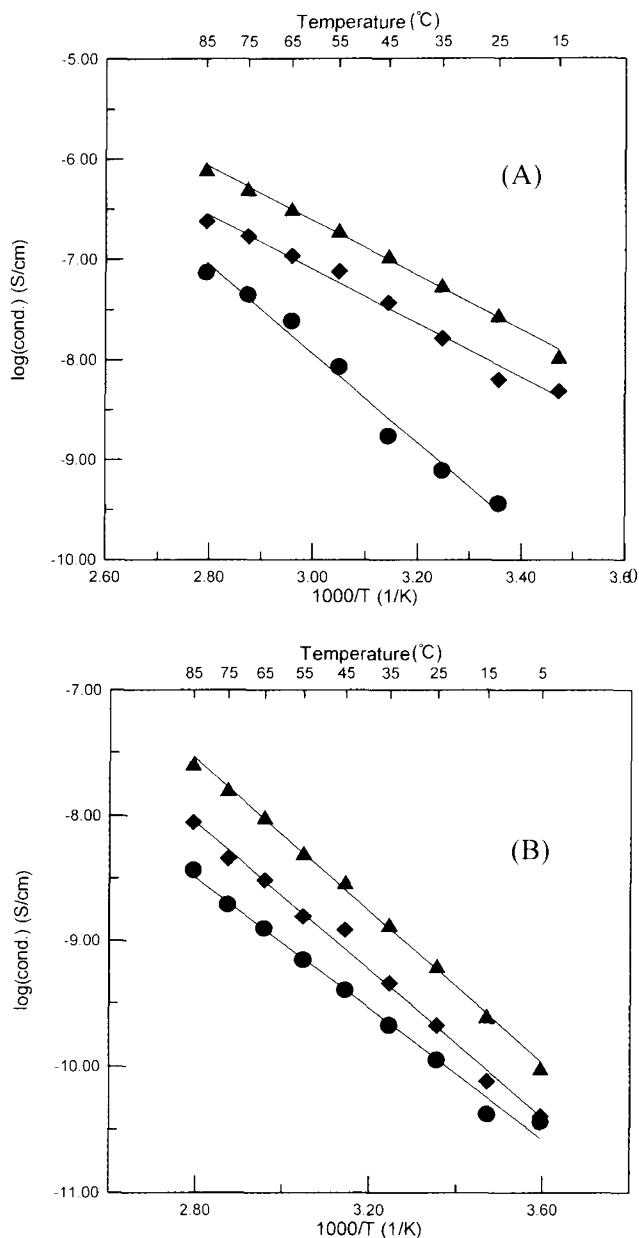 Temperature(℃)
85 75 65 55 45 35 25 15
-5.00
(A)
-6.00
-7.00
log(cond.) (S/cm)
-8.00
-9.00
-10.00
2.60 2.80 3.00 3.20 3.40 3.60
1000/T (1/K)
Temperature(℃)
85 75 65 55 45 35 25 15 5
-7.00
-8.00
(B)
log(cond.) (S/cm)
-9.00
-10.00
-11.00
2.80 3.20 3.60
1000/T (1/K)